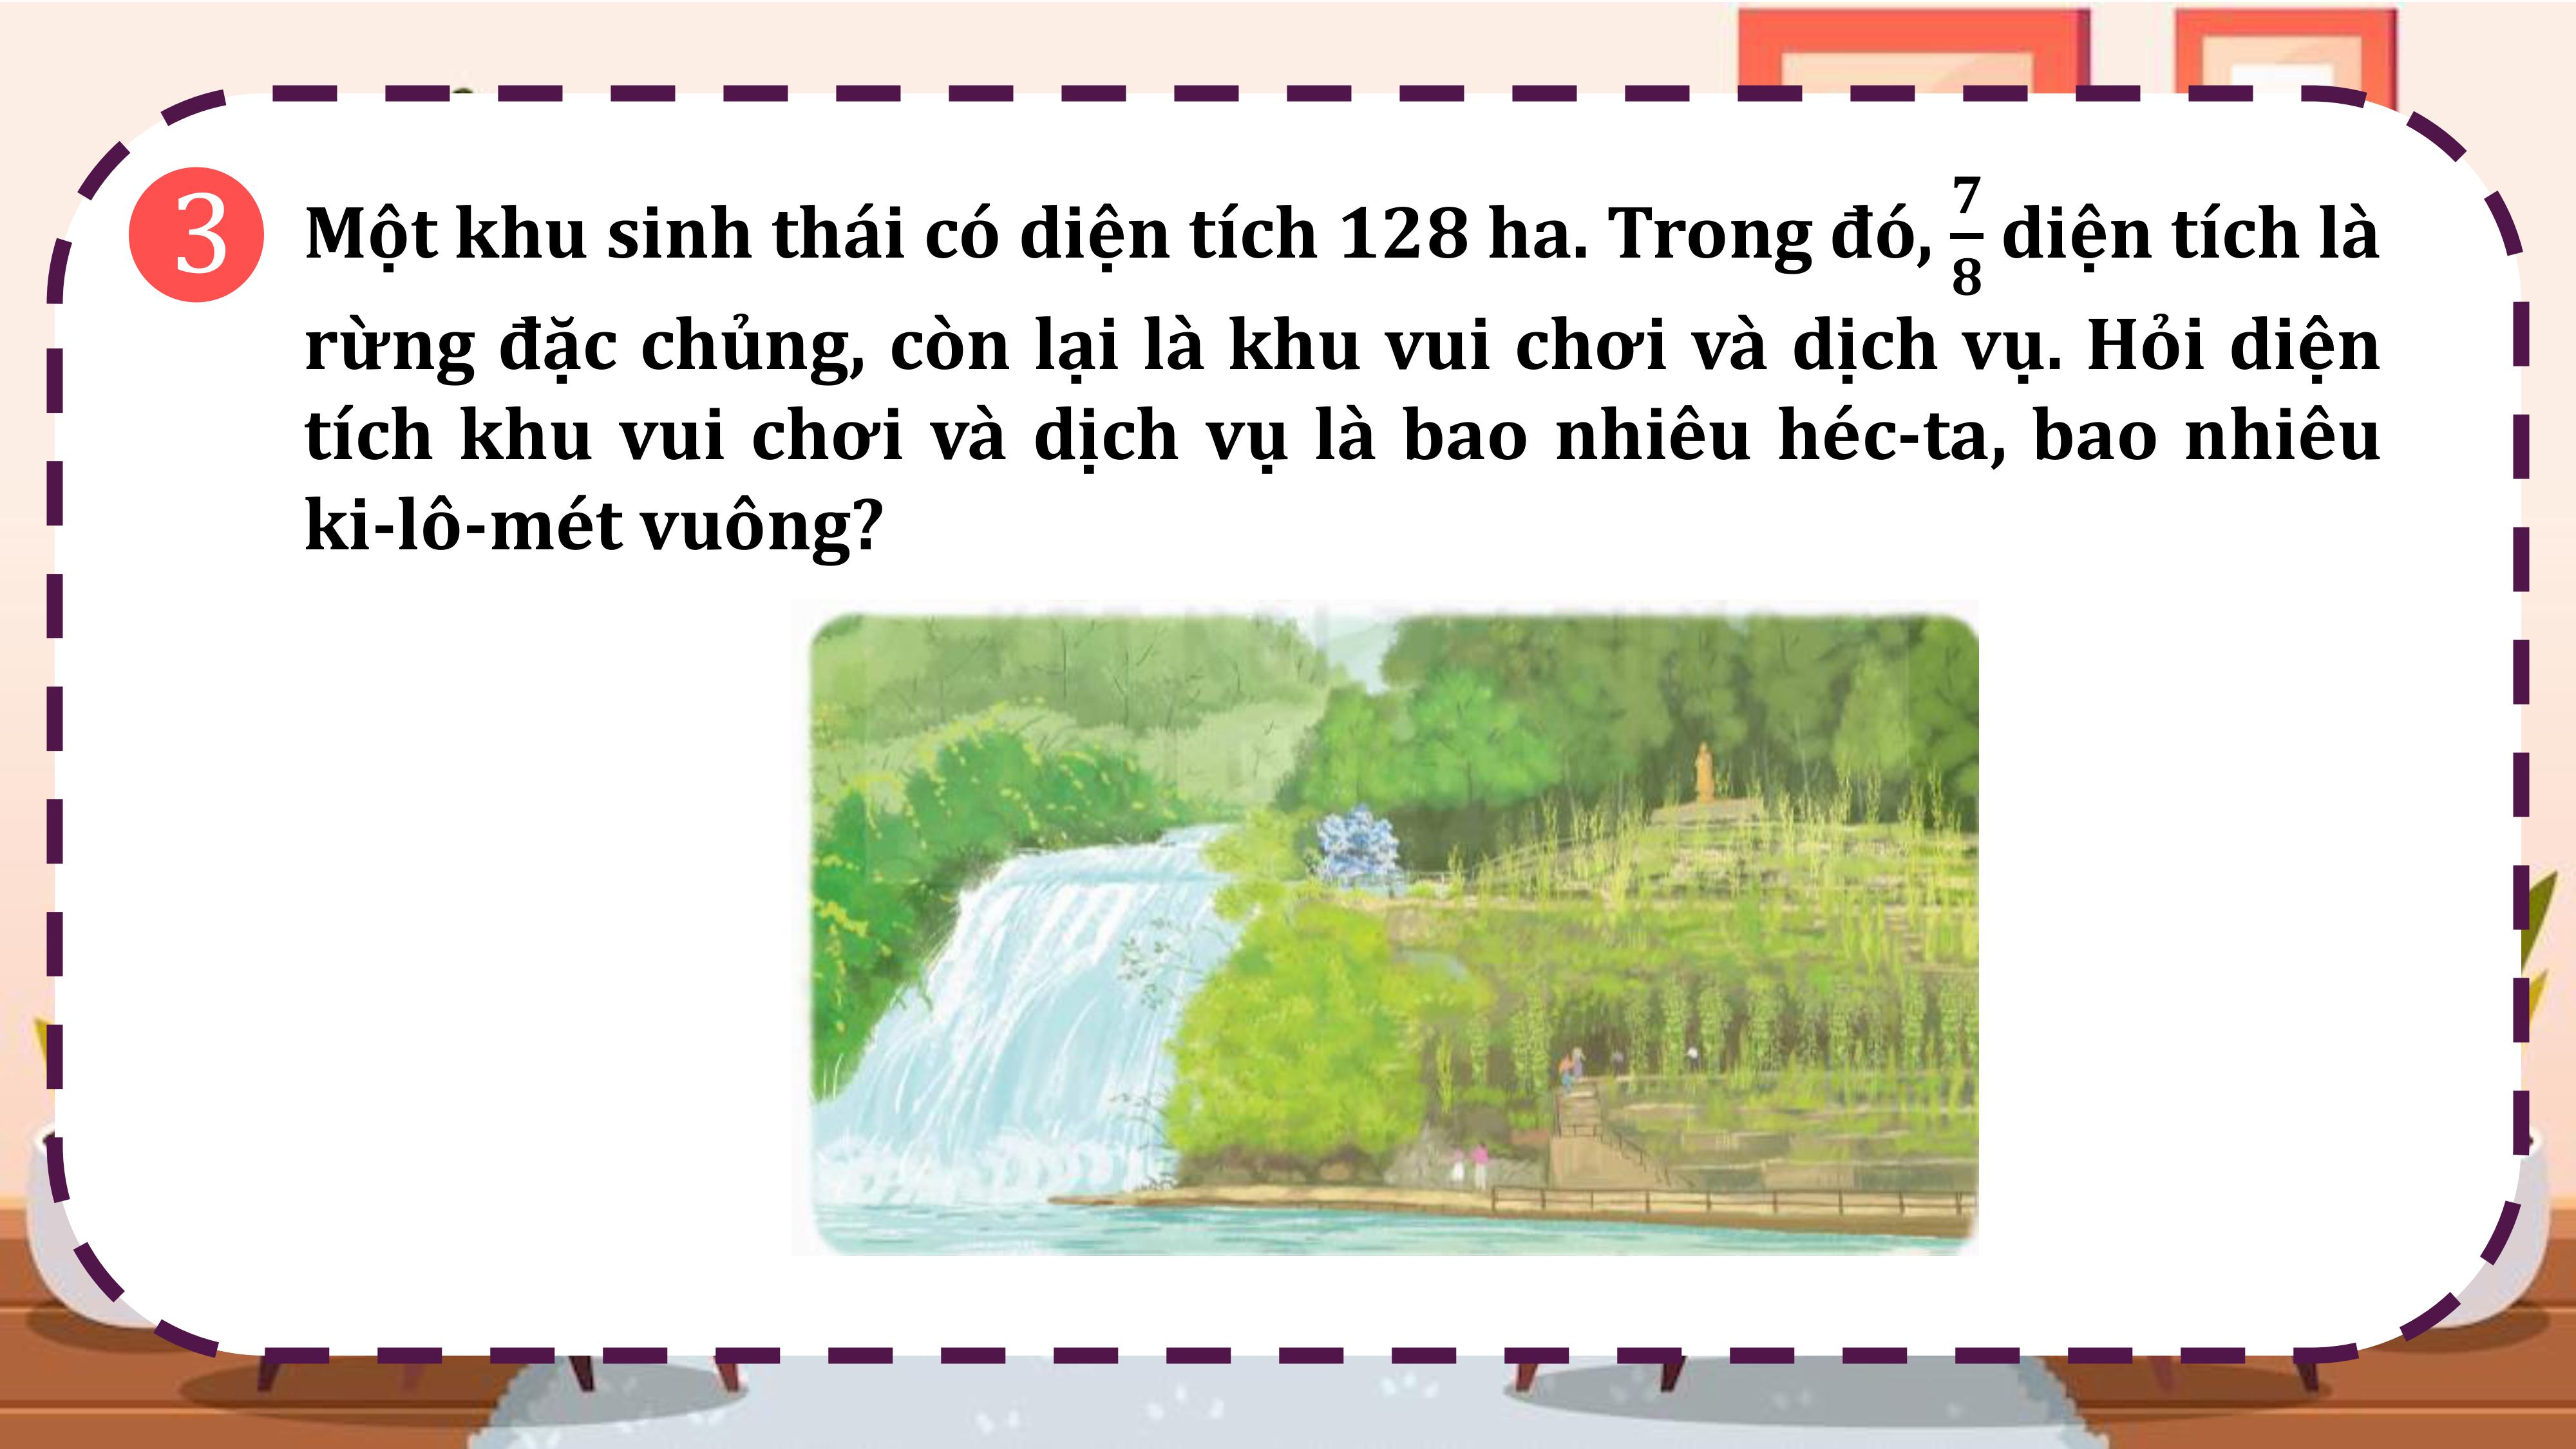 3 Một khu sinh thái có diện tích 128 ha. Trong đó, 7/8 diện tích là
rừng đặc chủng, còn lại là khu vui chơi và dịch vụ. Hỏi diện
tích khu vui chơi và dịch vụ là bao nhiêu héc-ta, bao nhiêu
ki-lô-mét vuông?